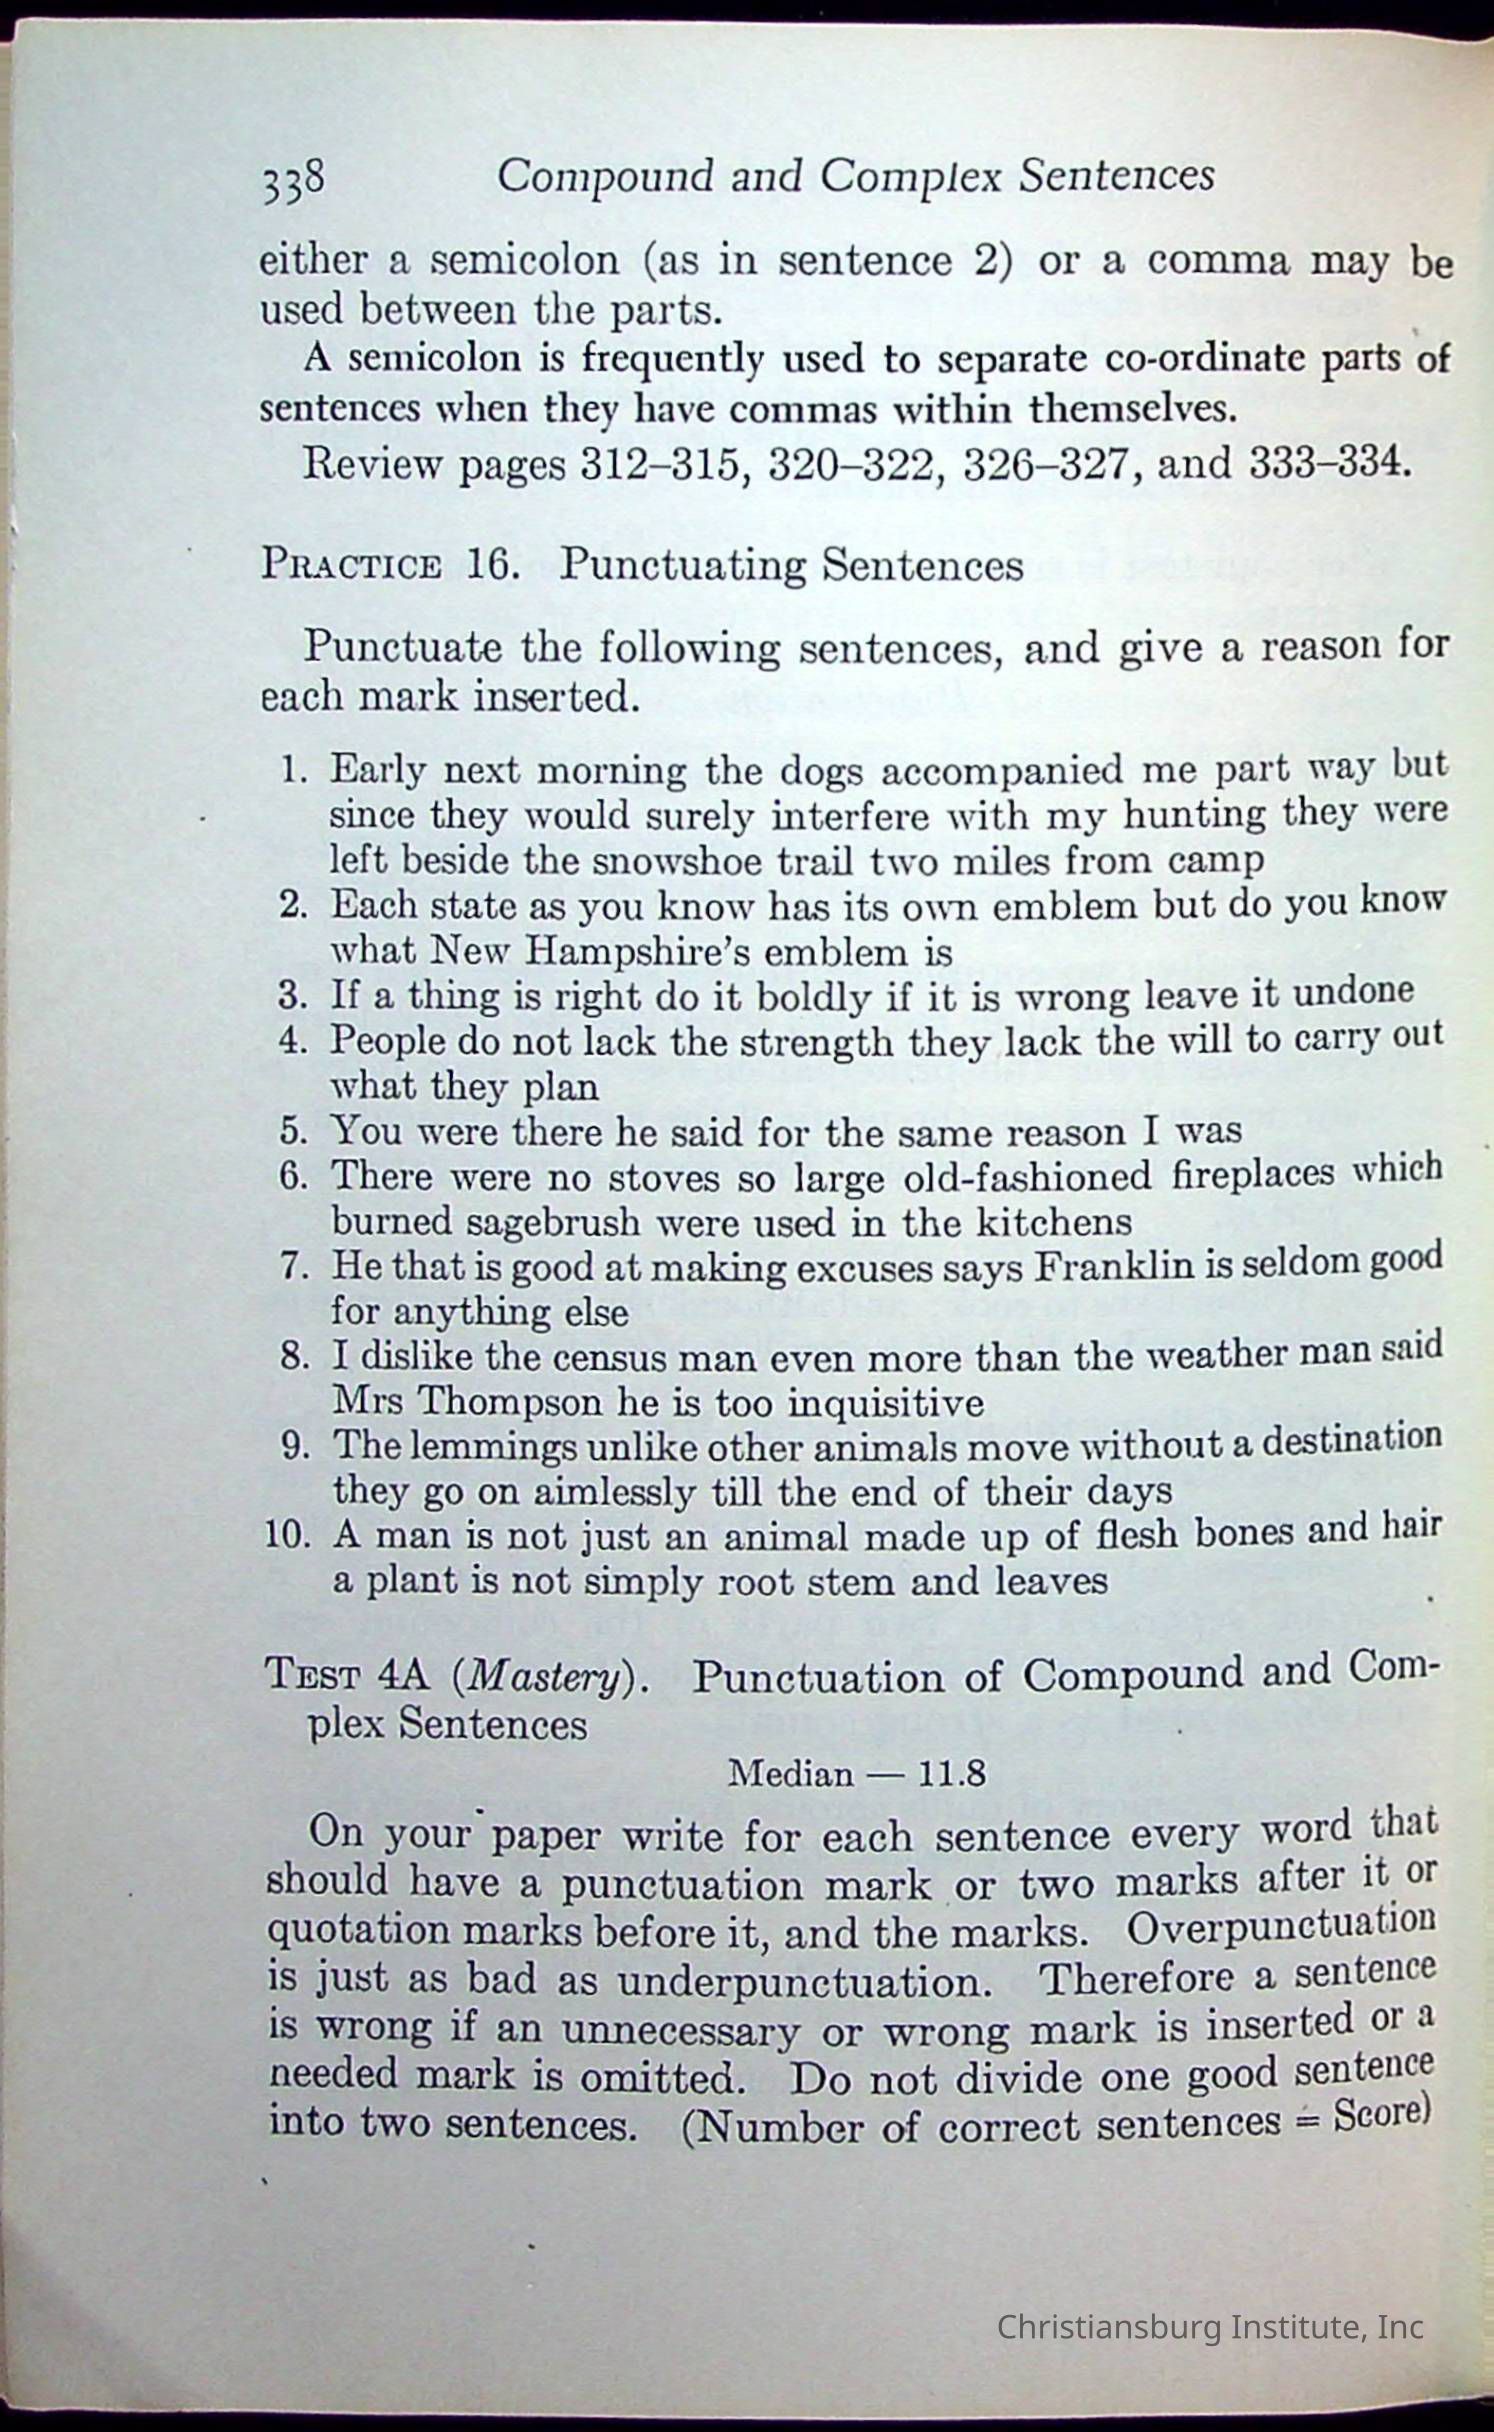 338 Compound and Complex Sentences
either a semicolon (as in sentence 2) or a comma may be
used between the parts.
A semicolon is frequently used to separate co-ordinate parts of
sentences when they have commas within themselves.
Review pages 312–315, 320–322, 326–327, and 333–334.
PRACTICE 16. Punctuating Sentences
Punctuate the following sentences, and give a reason for
each mark inserted.
1. Early next morning the dogs accompanied me part way but
since they would surely interfere with my hunting they were
left beside the snowshoe trail two miles from camp
2. Each state as you know has its own emblem but do you know
what New Hampshire's emblem is
3. If a thing is right do it boldly if it is wrong leave it undone
4. People do not lack the strength they lack the will to carry out
what they plan
5. You were there he said for the same reason I was
6. There were no stoves so large old-fashioned fireplaces which
burned sagebrush were used in the kitchens
7. He that is good at making excuses says Franklin is seldom good
for anything else
8. I dislike the census man even more than the weather man said
Mrs Thompson he is too inquisitive
9. The lemmings unlike other animals move without a destination
they go on aimlessly till the end of their days
10. A man is not just an animal made up of flesh bones and hair
a plant is not simply root stem and leaves
TEST 4A (Mastery). Punctuation of Compound and Com-
plex Sentences
Median — 11.8
On your paper write for each sentence every word that
should have a punctuation mark or two marks after it or
quotation marks before it, and the marks. Overpunctuation
is just as bad as underpunctuation. Therefore a sentence
is wrong if an unnecessary or wrong mark is inserted or a
needed mark is omitted. Do not divide one good sentence
into two sentences. (Number of correct sentences = Score)
Christiansburg Institute, Inc